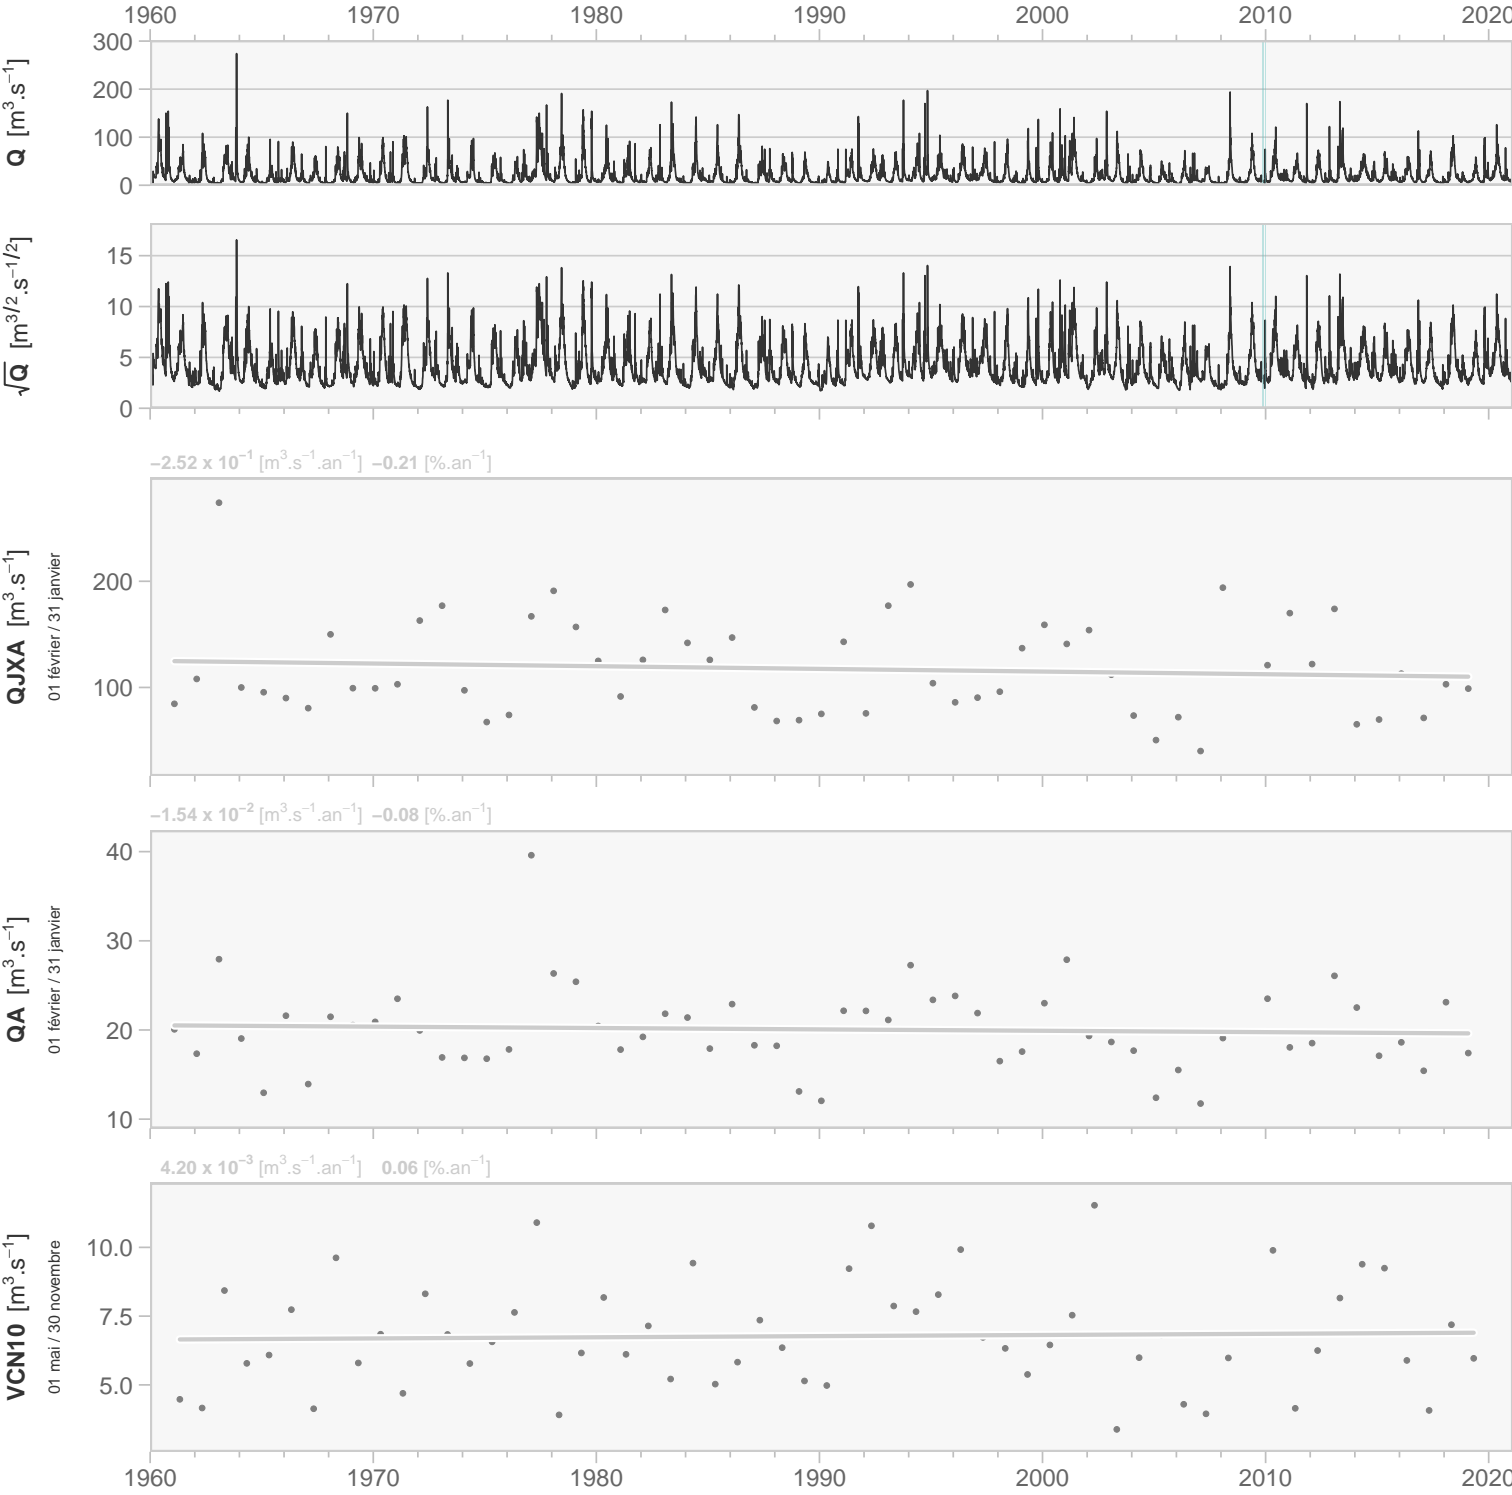 1960 1970 1980 1990 2000 2010 2020
Q [m³.s⁻¹]
300
200
100
0
√Q [m³ᐟ².s⁻¹ᐟ²]
15
10
5
0
−2.52 x 10⁻¹ [m³.s⁻¹.an⁻¹] −0.21 [%.an⁻¹]
QJXA [m³.s⁻¹]
01 février / 31 janvier
200
100
−1.54 x 10⁻² [m³.s⁻¹.an⁻¹] −0.08 [%.an⁻¹]
QA [m³.s⁻¹]
01 février / 31 janvier
40
30
20
10
4.20 x 10⁻³ [m³.s⁻¹.an⁻¹] 0.06 [%.an⁻¹]
VCN10 [m³.s⁻¹]
01 mai / 30 novembre
10.0
7.5
5.0
1960 1970 1980 1990 2000 2010 2020